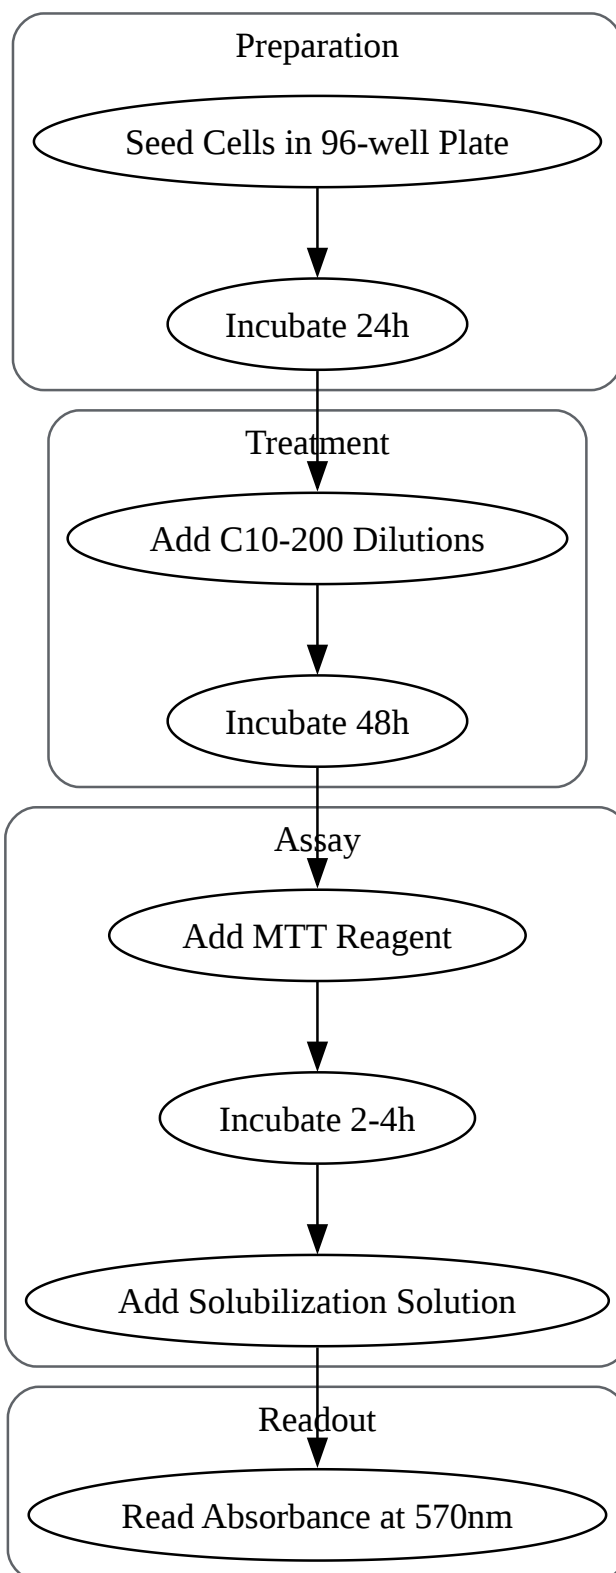 Preparation
Seed Cells in 96-well Plate
Incubate 24h
Treatment
Add C10-200 Dilutions
Incubate 48h
Assay
Add MTT Reagent
Incubate 2-4h
Add Solubilization Solution
Readout
Read Absorbance at 570nm